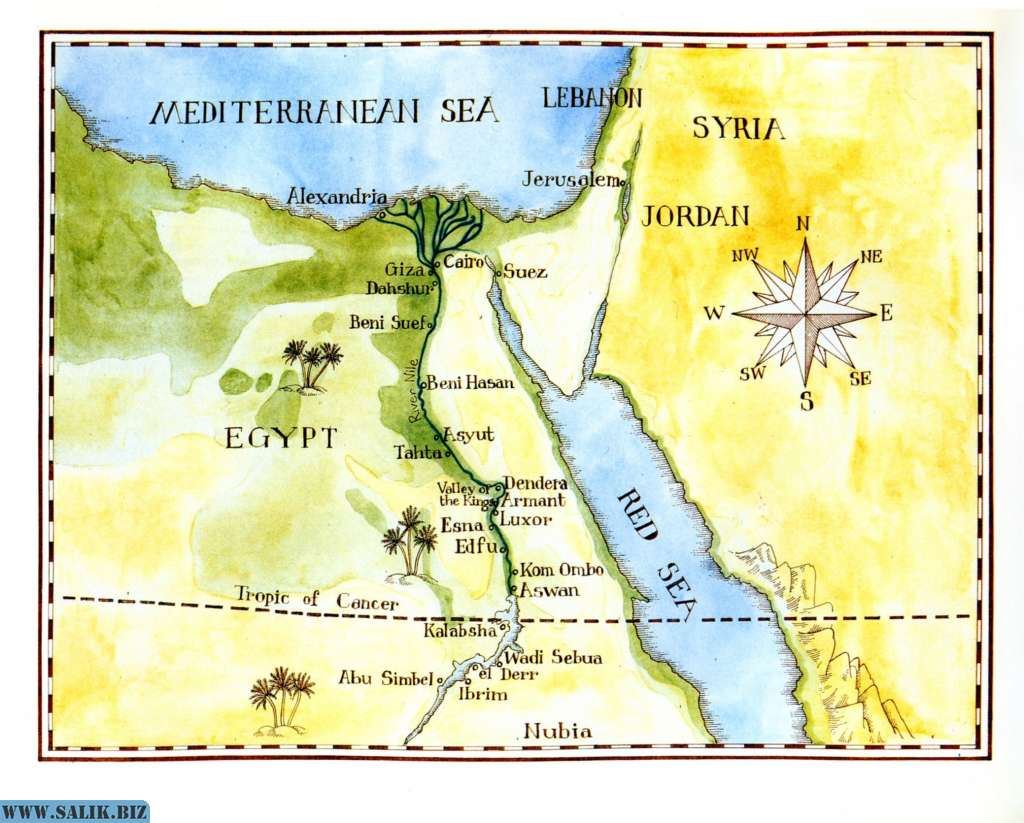 MEDITERRANEAN SEA
LEBANON
SYRIA
Alexandria
Jerusalem
JORDAN
N
NW
NE
W
E
SW
SE
S
Giza
Cairo
Suez
Dahshur
Beni Suef
River Nile
Beni Hasan
EGYPT
Asyut
Tahta
Valley of
the Kings
Dendera
Armant
Luxor
Esna
Edfu
RED SEA
Kom Ombo
Aswan
Tropic of Cancer
Kalabsha
Wadi Sebua
el Derr
Abu Simbel
Ibrim
Nubia
WWW.SALIK.BIZ